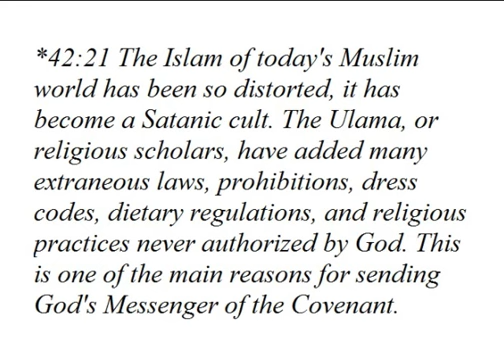 *42:21 The Islam of today's Muslim
world has been so distorted, it has
become a Satanic cult. The Ulama, or
religious scholars, have added many
extraneous laws, prohibitions, dress
codes, dietary regulations, and religious
practices never authorized by God. This
is one of the main reasons for sending
God's Messenger of the Covenant.